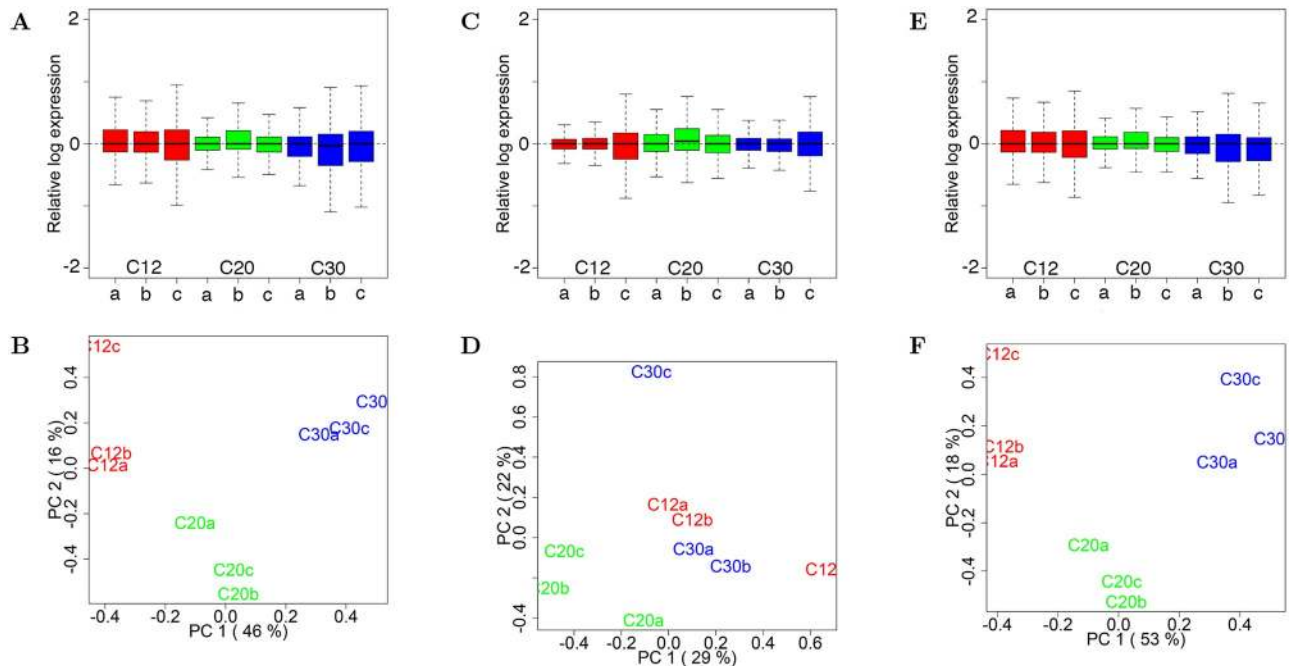 A
Relative log expression
2
0
-2
C12 C20 C30
a b c a b c a b c
C
Relative log expression
2
0
-2
C12 C20 C30
a b c a b c a b c
E
Relative log expression
2
0
-2
C12 C20 C30
a b c a b c a b c
B
PC 2 ( 16 %)
0.4
0.2
0.0
-0.2
-0.4
C12c
C30
C30c
C30a
C12b
C12a
C20a
C20c
C20b
-0.4 -0.2 0.0 0.2 0.4
PC 1 ( 46 %)
D
PC 2 ( 22 %)
0.8
0.6
0.4
0.2
0.0
-0.4
C30c
C12a
C12b
C20c
C30a
C30b
C12
C20b
C20a
-0.4 -0.2 0.0 0.2 0.4 0.6
PC 1 ( 29 %)
F
PC 2 ( 18 %)
0.4
0.2
0.0
-0.2
-0.4
C12c
C30c
C30
C12b
C12a
C30a
C20a
C20c
C20b
-0.4 -0.2 0.0 0.2 0.4
PC 1 ( 53 %)